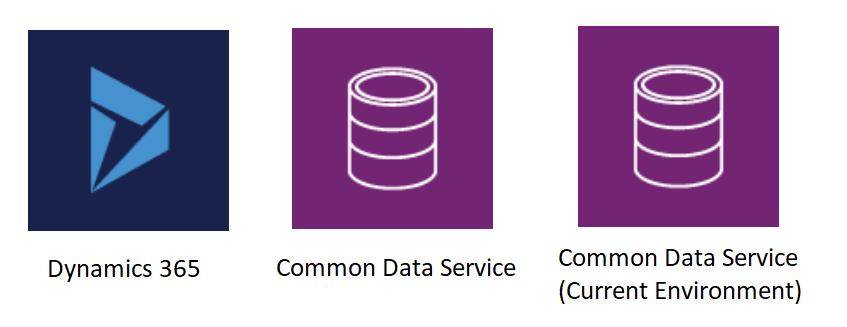 Dynamics 365
Common Data Service
Common Data Service
(Current Environment)